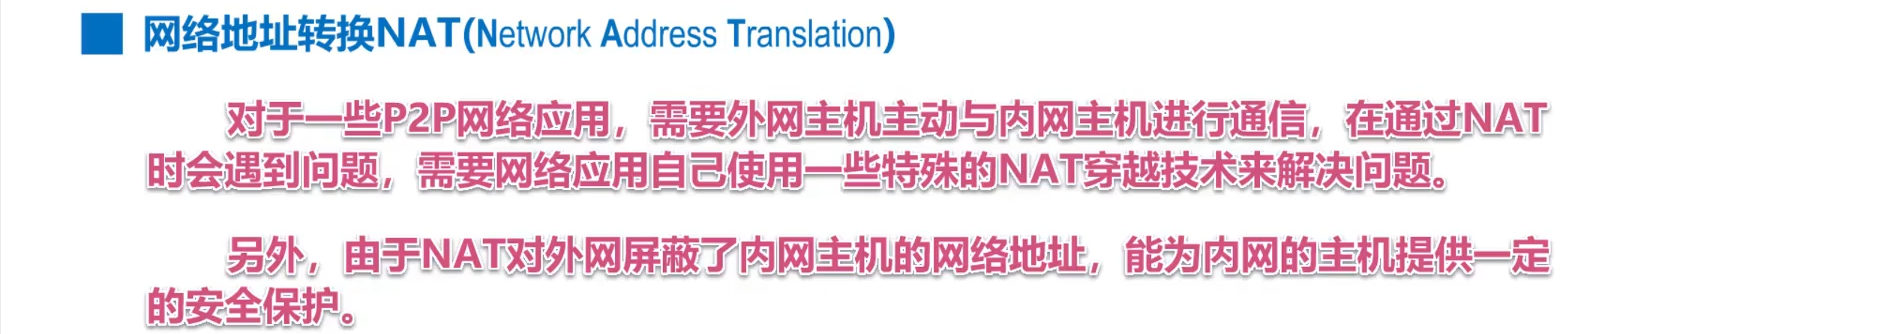 网络地址转换NAT(Network Address Translation)
对于一些P2P网络应用，需要外网主机主动与内网主机进行通信，在通过NAT
时会遇到问题，需要网络应用自己使用一些特殊的NAT穿越技术来解决问题。
另外，由于NAT对外网屏蔽了内网主机的网络地址，能为内网的主机提供一定
的安全保护。